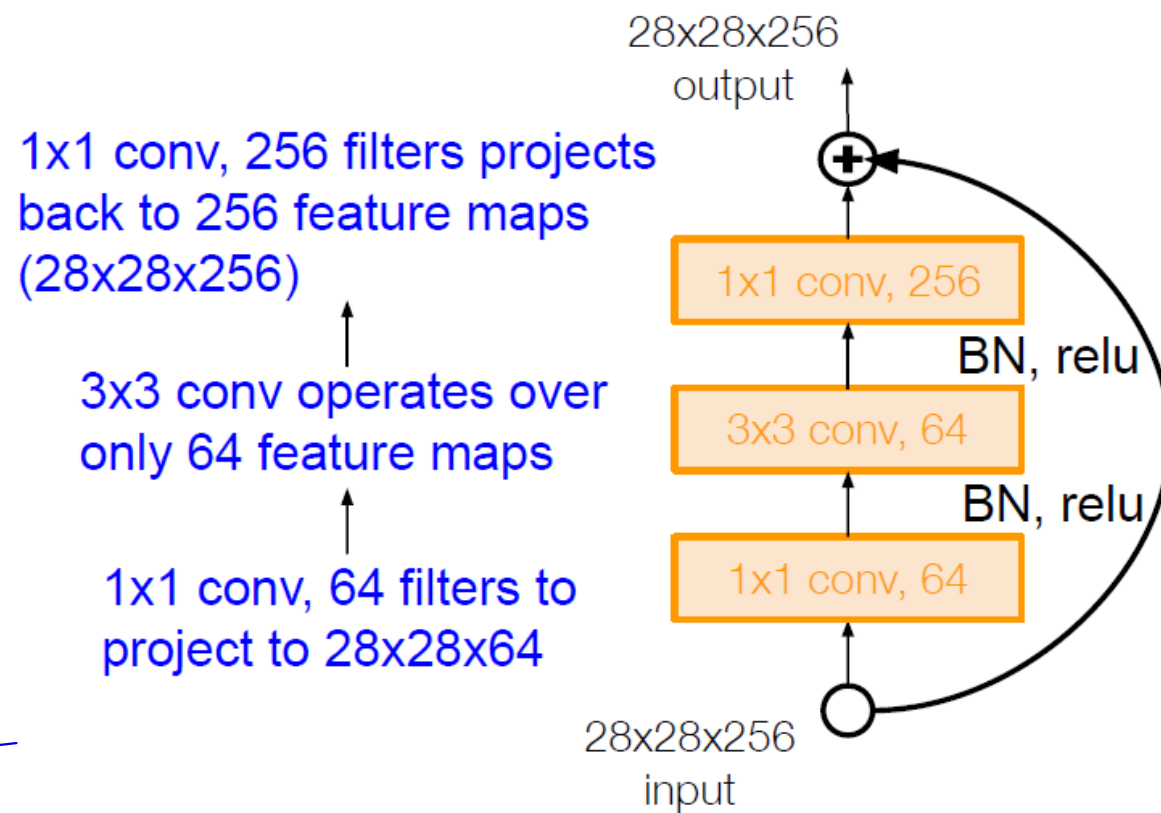 28x28x256
output
1x1 conv, 256 filters projects
back to 256 feature maps
(28x28x256)
1x1 conv, 256
BN, relu
3x3 conv operates over
only 64 feature maps
3x3 conv, 64
BN, relu
1x1 conv, 64 filters to
project to 28x28x64
1x1 conv, 64
28x28x256
input